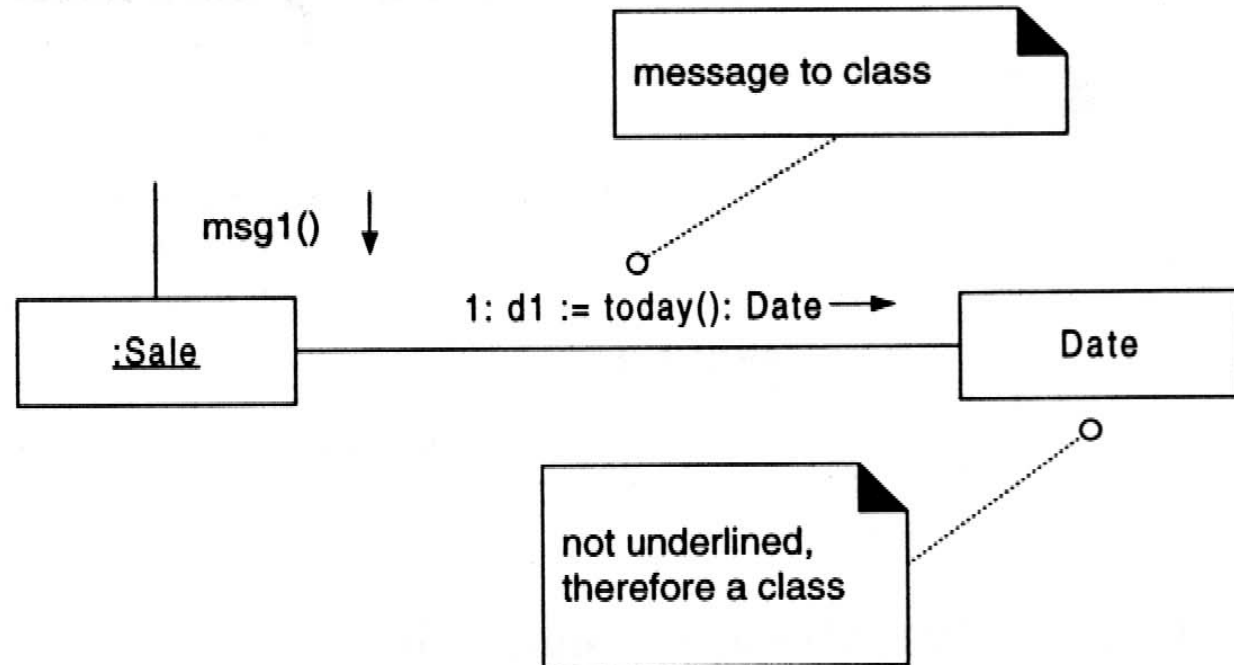 message to class
msg1()
1: d1 := today(): Date
:Sale
Date
not underlined,
therefore a class